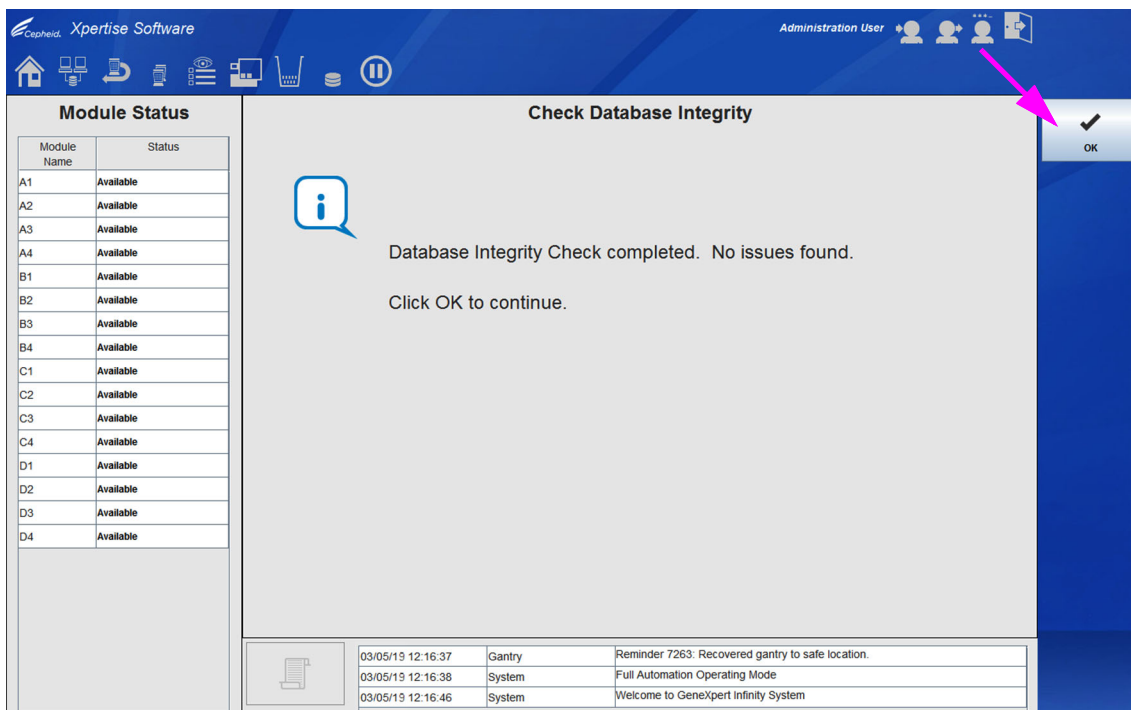 Cepheid. Xpertise Software
Administration User
Module Status
Module Name Status
A1 Available
A2 Available
A3 Available
A4 Available
B1 Available
B2 Available
B3 Available
B4 Available
C1 Available
C2 Available
C3 Available
C4 Available
D1 Available
D2 Available
D3 Available
D4 Available
Check Database Integrity
Database Integrity Check completed. No issues found.
Click OK to continue.
OK
03/05/19 12:16:37 Gantry Reminder 7263: Recovered gantry to safe location.
03/05/19 12:16:38 System Full Automation Operating Mode
03/05/19 12:16:46 System Welcome to GeneXpert Infinity System